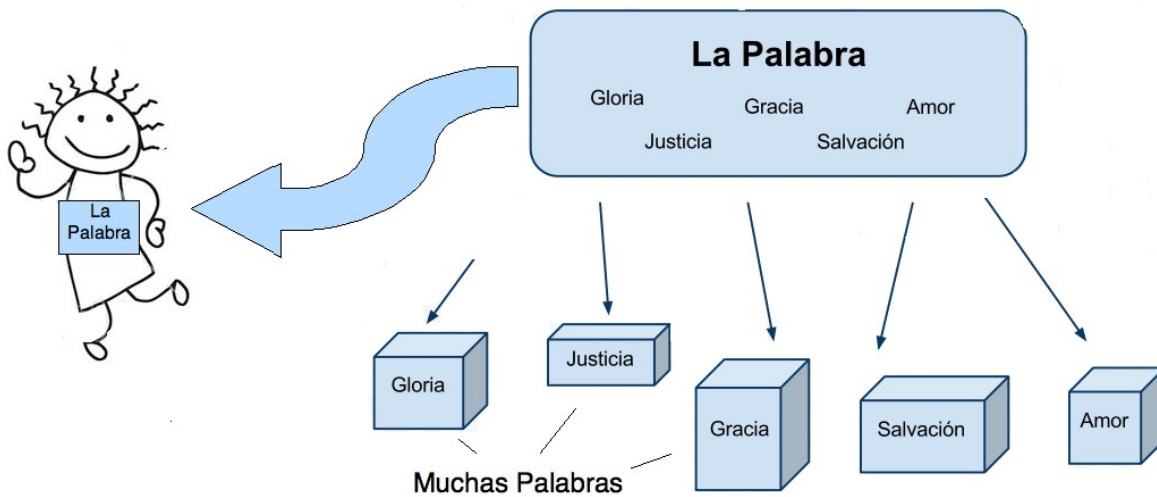 La Palabra
Gloria Gracia Amor
Justicia Salvación
La
Palabra
Gloria
Justicia
Gracia
Salvación
Amor
Muchas Palabras